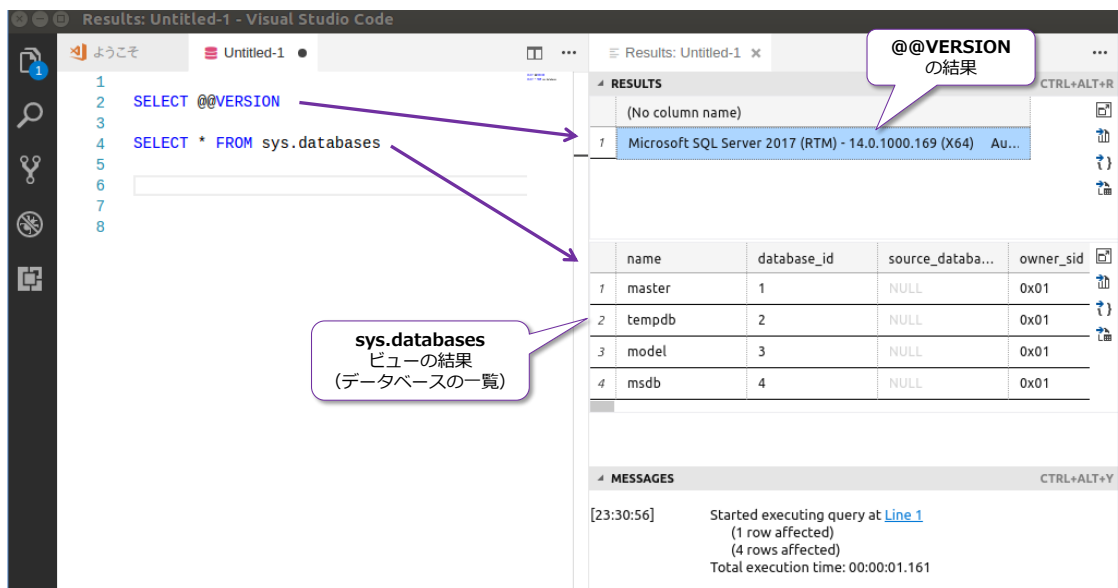 Results: Untitled-1 - Visual Studio Code
ようこそ
Untitled-1
1
1
2 SELECT @@VERSION
3
4 SELECT * FROM sys.databases
5
6
7
8
sys.databases
ビューの結果
（データベースの一覧）
Results: Untitled-1
@@VERSION
の結果
RESULTS CTRL+ALT+R
(No column name)
1 Microsoft SQL Server 2017 (RTM) - 14.0.1000.169 (X64) Au...
name database_id source_databa... owner_sid
1 master 1 NULL 0x01
2 tempdb 2 NULL 0x01
3 model 3 NULL 0x01
4 msdb 4 NULL 0x01
MESSAGES CTRL+ALT+Y
[23:30:56] Started executing query at Line 1
(1 row affected)
(4 rows affected)
Total execution time: 00:00:01.161